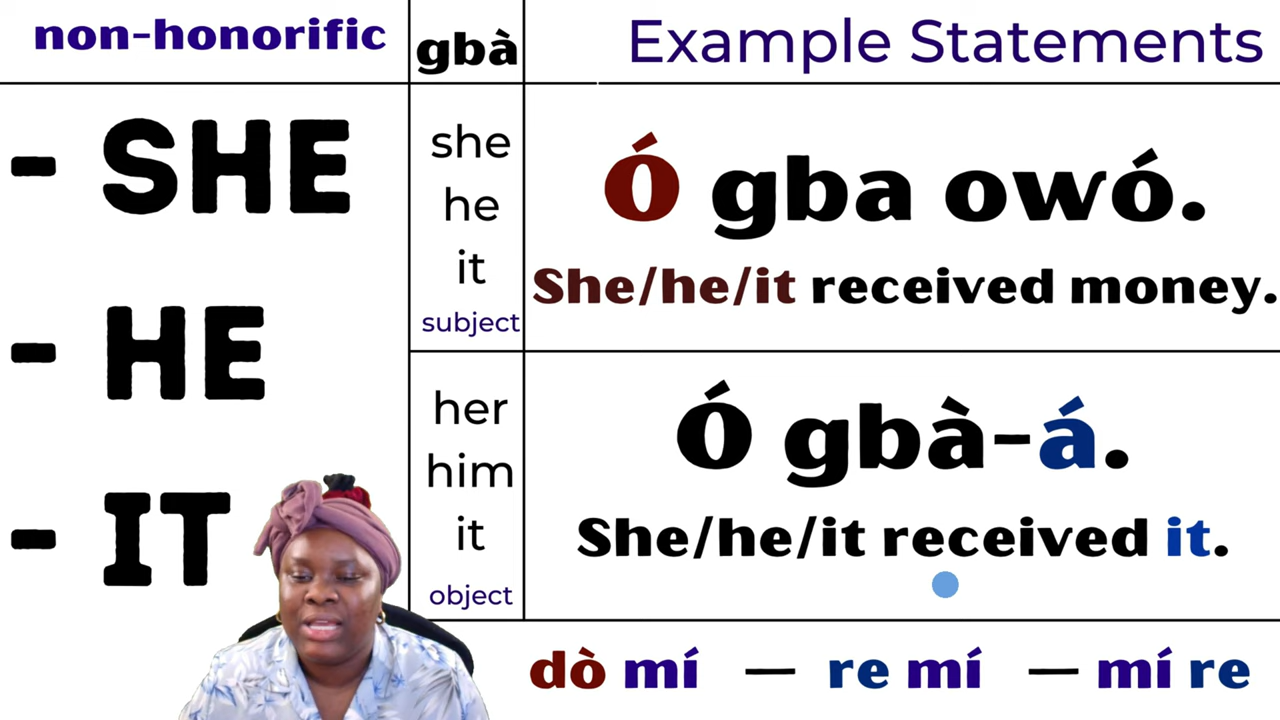 non-honorific
gbà
Example Statements
- SHE
- HE
- IT
she
he
it
subject
Ó gba owó.
She/he/it received money.
her
him
it
object
Ó gbà-á.
She/he/it received it.
dò mí — re mí — mí re